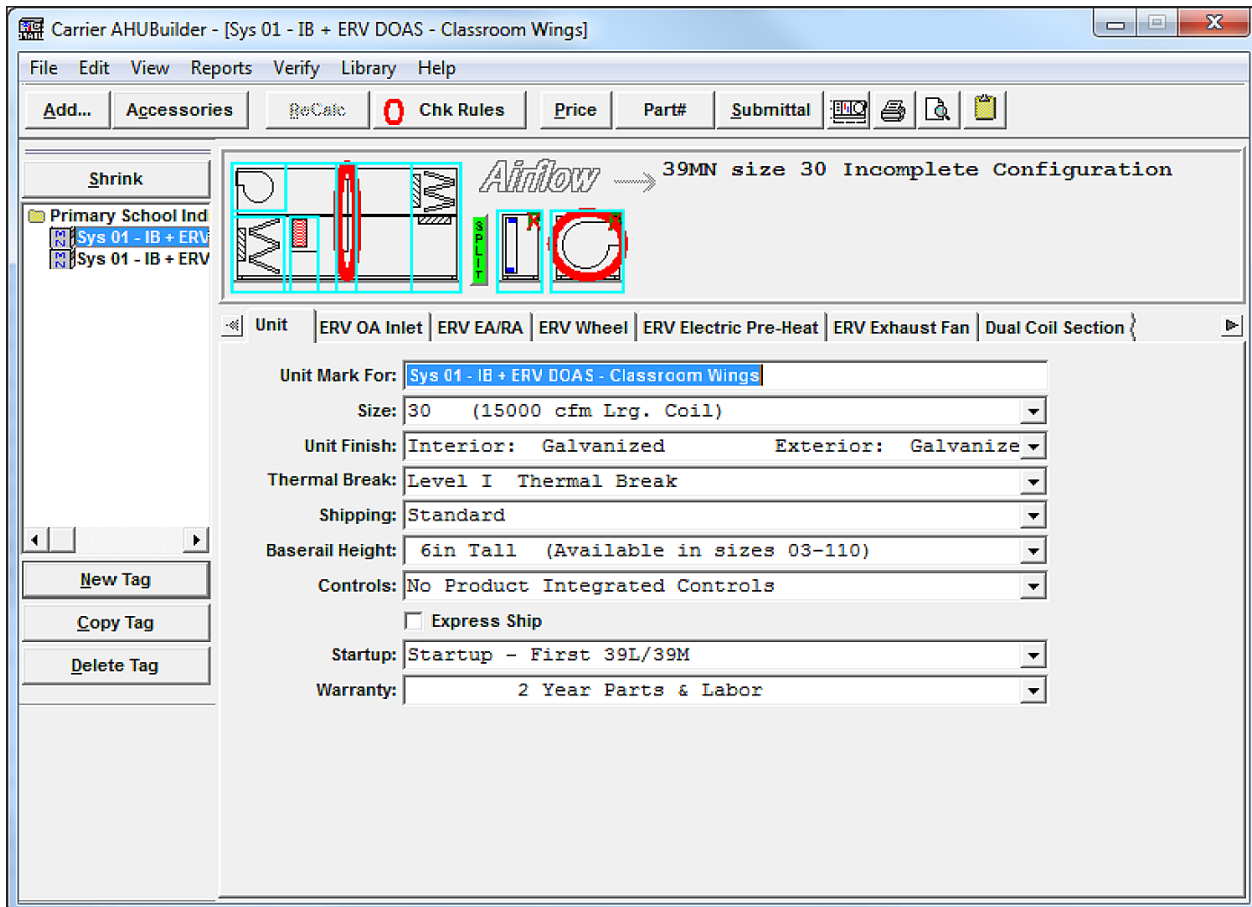 Carrier AHUBuilder - [Sys 01 - IB + ERV DOAS - Classroom Wings]
File Edit View Reports Verify Library Help
Add... Accessories ReCalc Chk Rules Price Part# Submittal
Shrink
Airflow 39MN size 30 Incomplete Configuration
Primary School Ind
MN Sys 01 - IB + ERV
MN Sys 01 - IB + ERV
SPLIT
Unit ERV OA Inlet ERV EA/RA ERV Wheel ERV Electric Pre-Heat ERV Exhaust Fan Dual Coil Section
Unit Mark For: Sys 01 - IB + ERV DOAS - Classroom Wings
Size: 30 (15000 cfm Lrg. Coil)
Unit Finish: Interior: Galvanized Exterior: Galvanize
Thermal Break: Level I Thermal Break
Shipping: Standard
Baserail Height: 6in Tall (Available in sizes 03-110)
Controls: No Product Integrated Controls
Express Ship
Startup: Startup - First 39L/39M
Warranty: 2 Year Parts & Labor
New Tag
Copy Tag
Delete Tag